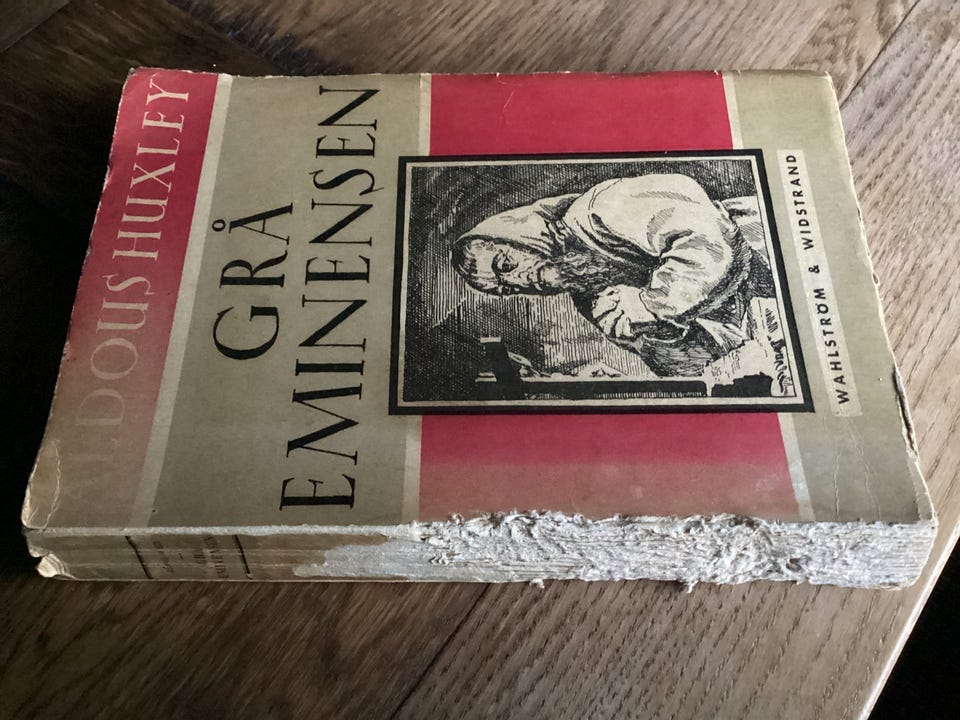 ALDOUS HUXLEY
GRÅ
EMINENSEN
WAHLSTRÖM & WIDSTRAND